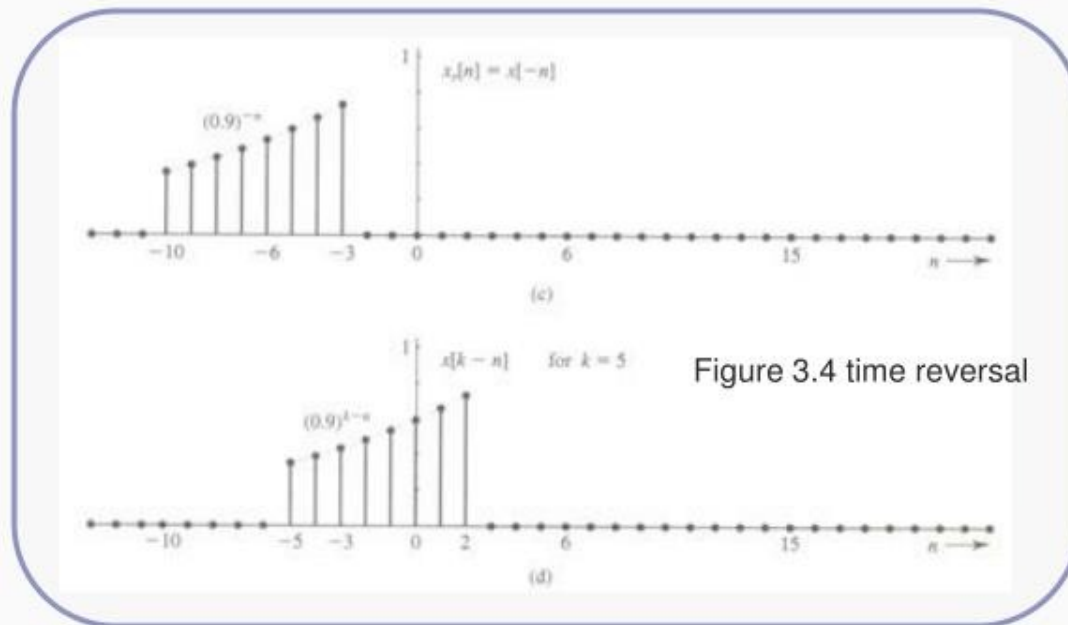 1
x_r[n] = x[−n]
(0.9)^{−n}
−10 −6 −3 0 6 15 n
(c)
1
x[k − n] for k = 5
Figure 3.4 time reversal
(0.9)^{k−n}
−10 −5 −3 0 2 6 15 n
(d)